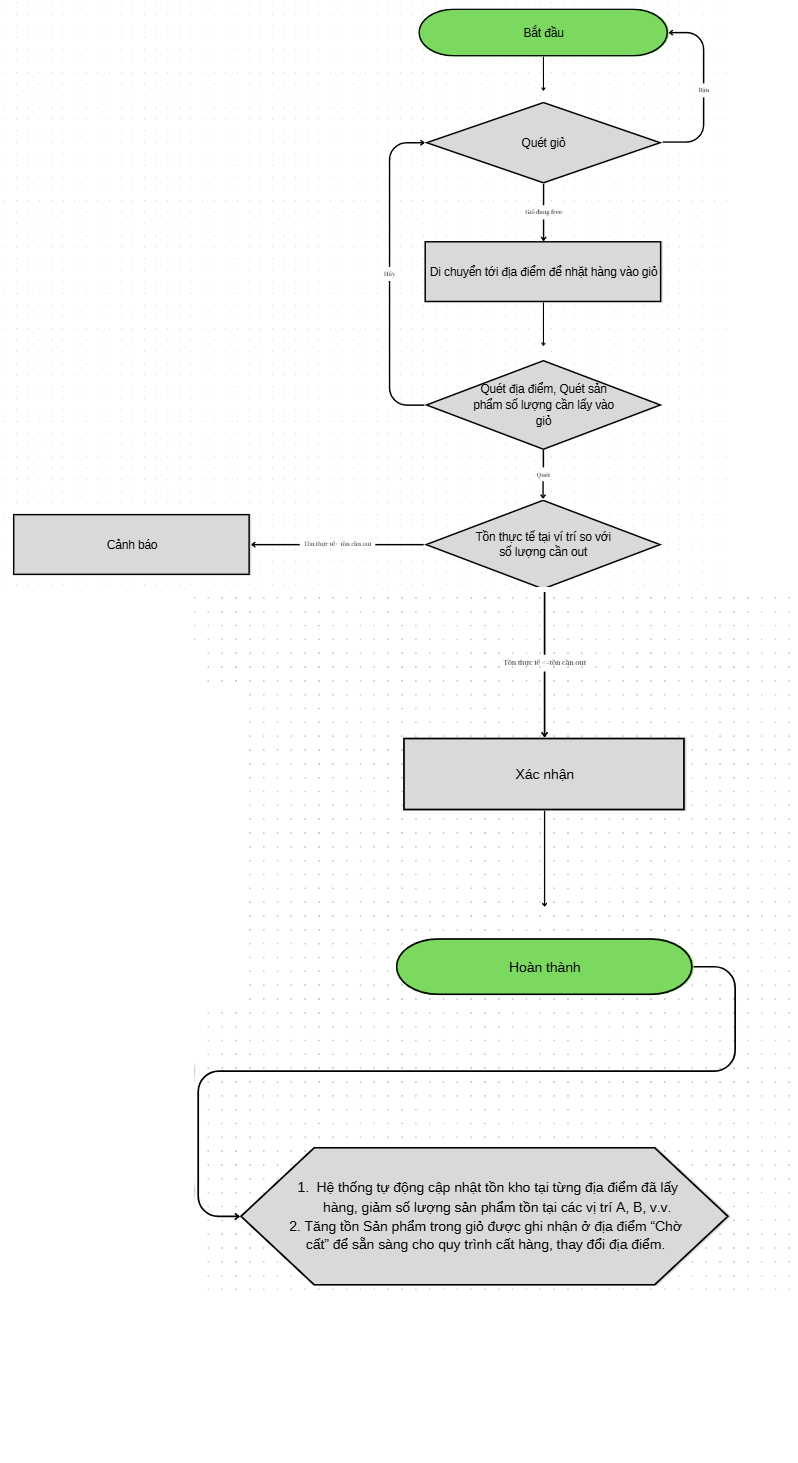 Bắt đầu
Bận
Quét giỏ
Giỏ đang free
Di chuyển tới địa điểm để nhặt hàng vào giỏ
Hủy
Quét địa điểm, Quét sản
phẩm số lượng cần lấy vào
giỏ
Quét
Tồn thực tế tại ví trí so với
số lượng cần out
Tồn thực tế tồn cần out
Cảnh báo
Tồn thực tế <=tồn cần out
Xác nhận
Hoàn thành
1. Hệ thống tự động cập nhật tồn kho tại từng địa điểm đã lấy
hàng, giảm số lượng sản phẩm tồn tại các vị trí A, B, v.v.
2. Tăng tồn Sản phẩm trong giỏ được ghi nhận ở địa điểm “Chờ
cất” để sẵn sàng cho quy trình cất hàng, thay đổi địa điểm.